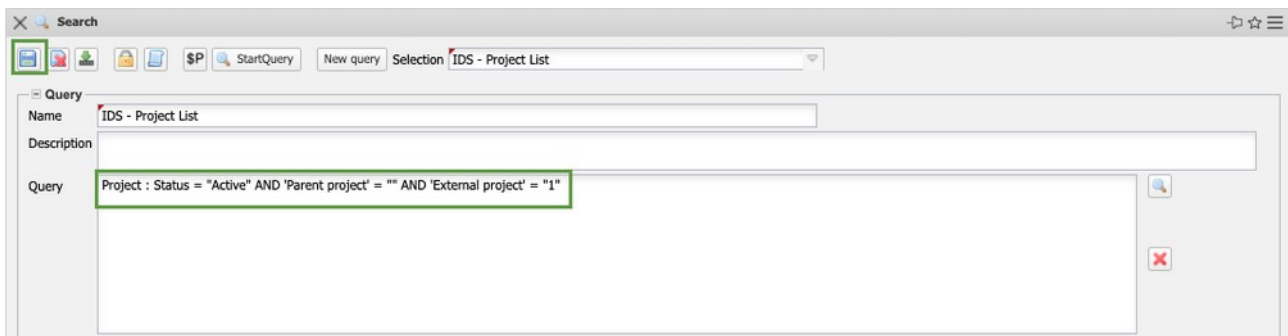 Search
$P StartQuery New query Selection IDS - Project List
Query
Name IDS - Project List
Description
Query Project : Status = "Active" AND 'Parent project' = "" AND 'External project' = "1"